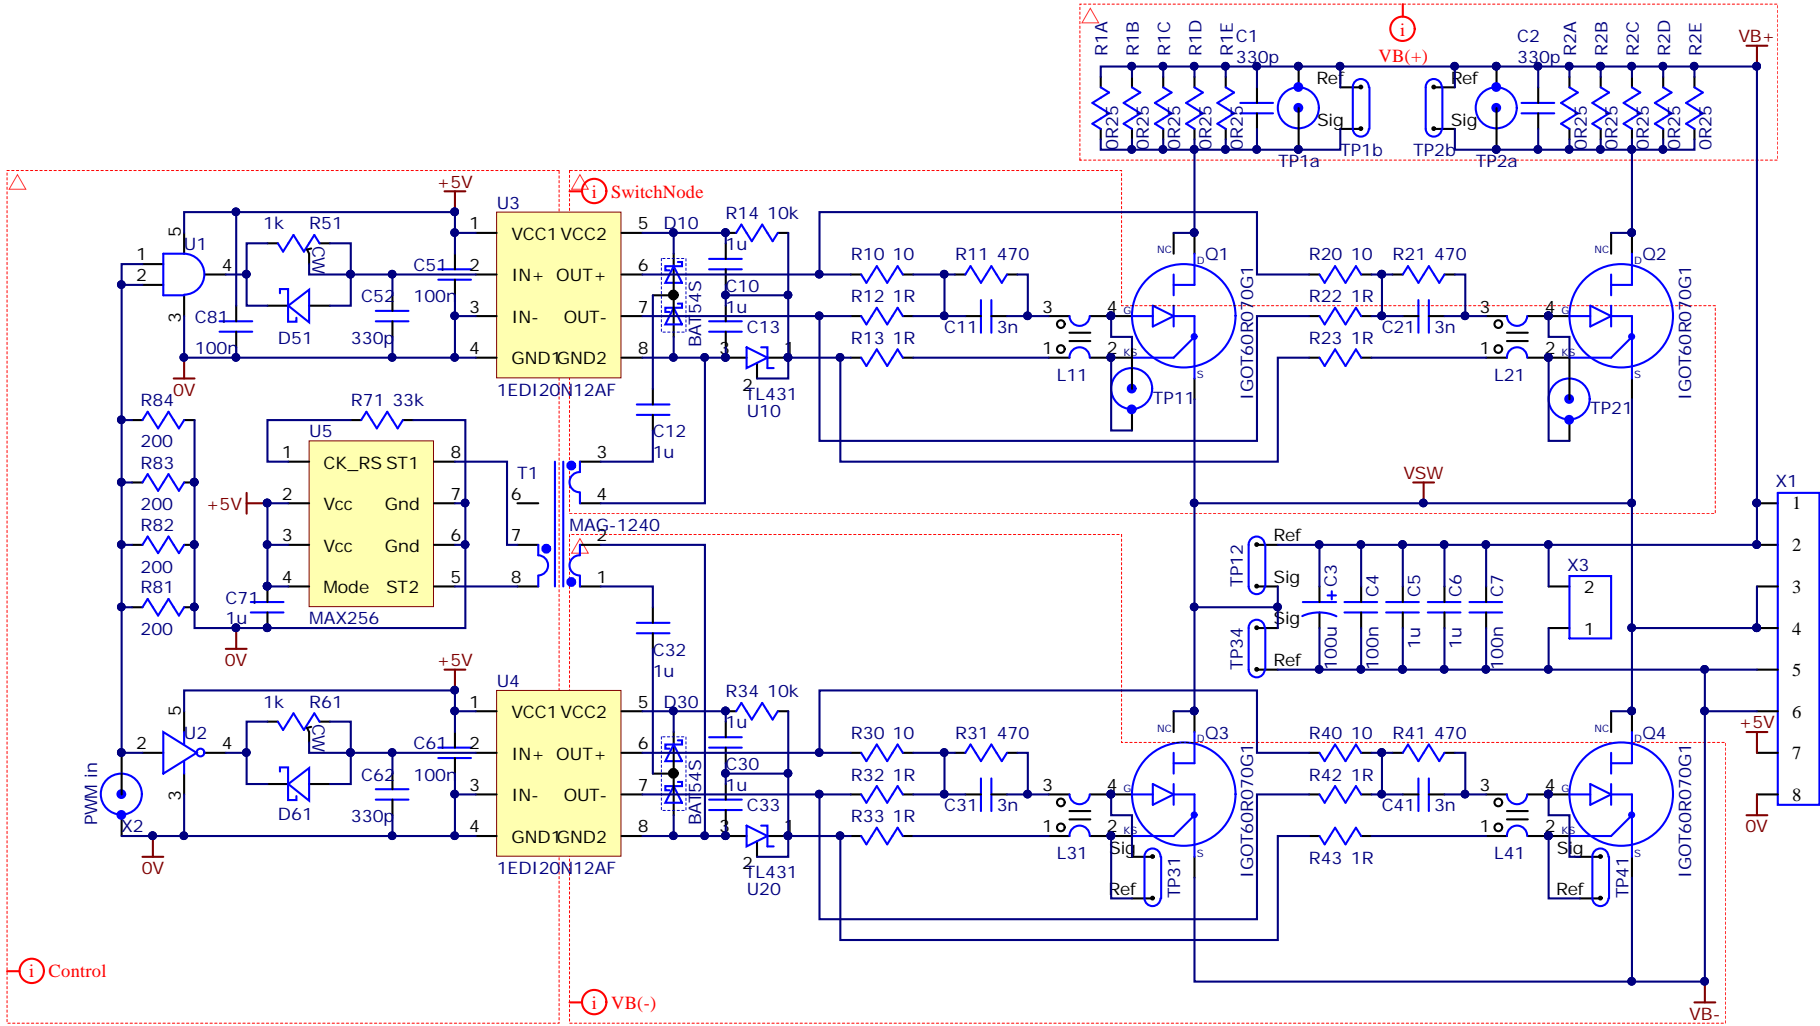 R1A R1B R1C R1D R1E C1 330p
VB(+)
C2 330p R2A R2B R2C R2D R2E VB+
Ref Ref
0R25 0R25 0R25 0R25 0R25 Sig Sig 0R25 0R25 0R25 0R25 0R25
TP1a TP1b TP2b TP2a
X1
1
2
3
4
5
6
7
8
+5V
0V
SwitchNode
+5V
U3
VCC1 VCC2
IN+ OUT+
IN- OUT-
GND1 GND2
1 2 3 4
5 6 7 8
1EDI20N12AF
U1
1 2 3 4 5
1k R51
CW
D51
C81
100n
C52
330p
C51
100n
0V
D10
BAT54S
R14 10k
1u
C10
1u
C13
3 1
2
TL431
U10
C12
1u
R10 10
R12 1R
R13 1R
R11 470
C11 3n
3 4
1 2
L11
G KS NC D S
Q1
IGOT60R070G1
TP11
R20 10
R22 1R
R23 1R
R21 470
C21 3n
3 4
1 2
L21
G KS NC D S
Q2
IGOT60R070G1
TP21
R84
200
R83
200
R82
200
R81
200
R71 33k
U5
CK_RS ST1
Vcc Gnd
Vcc Gnd
Mode ST2
1 2 3 4
8 7 6 5
MAX256
+5V
C71
1u
0V
T1
6
7
8
3
4
2
1
MAG-1240
VSW
TP12
Ref
Sig
TP34
Sig
Ref
C3
+
100u
C4
100n
C5
1u
C6
1u
C7
100n
X3
2
1
C32
1u
+5V
U4
VCC1 VCC2
IN+ OUT+
IN- OUT-
GND1 GND2
1 2 3 4
5 6 7 8
1EDI20N12AF
PWM in
X2
0V
U2
2 3 4 5
1k R61
CW
D61
C62
330p
C61
100n
D30
BAT54S
R34 10k
1u
C30
1u
C33
3 1
2
TL431
U20
R30 10
R32 1R
R33 1R
R31 470
C31 3n
3 4
1 2
L31
G KS NC D S
Q3
IGOT60R070G1
Sig
Ref
TP31
R40 10
R42 1R
R43 1R
R41 470
C41 3n
3 4
1 2
L41
G KS NC D S
Q4
IGOT60R070G1
Sig
Ref
TP41
Control
VB(-)
VB-